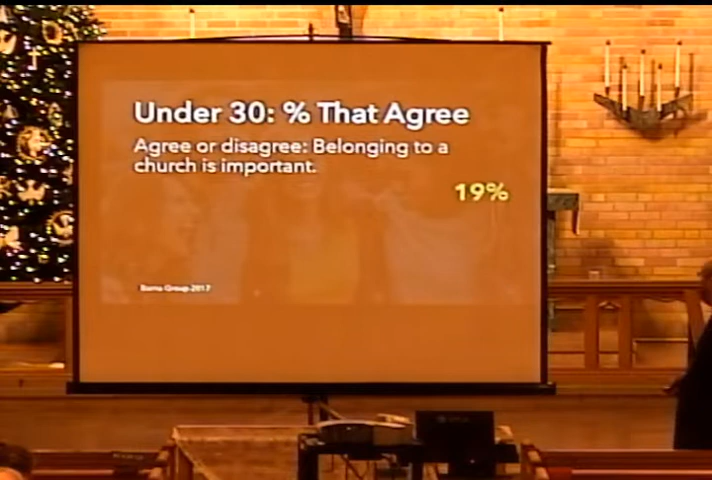 Under 30: % That Agree
Agree or disagree: Belonging to a
church is important.
19%
Barna Group 2017